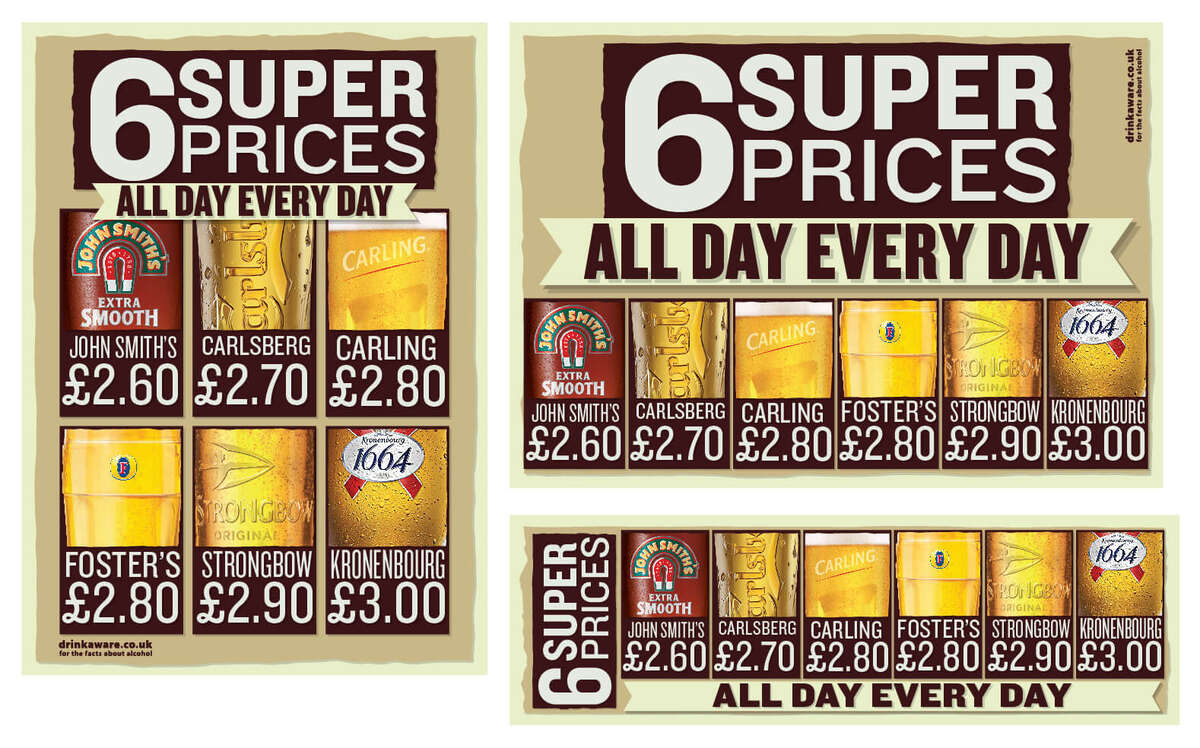 6 SUPER
PRICES
ALL DAY EVERY DAY
JOHN SMITH'S
EXTRA
SMOOTH
Carlsb
CARLING
JOHN SMITH'S CARLSBERG CARLING
£2.60 £2.70 £2.80
F
STRONGBOW
ORIGINAL
Kronenbourg
1664
FOSTER'S STRONGBOW KRONENBOURG
£2.80 £2.90 £3.00
drinkaware.co.uk
for the facts about alcohol
6 SUPER
PRICES
drinkaware.co.uk
for the facts about alcohol
ALL DAY EVERY DAY
JOHN SMITH'S
EXTRA
SMOOTH
Carlsb
CARLING
F
STRONGBOW
ORIGINAL
Kronenbourg
1664
JOHN SMITH'S CARLSBERG CARLING FOSTER'S STRONGBOW KRONENBOURG
£2.60 £2.70 £2.80 £2.80 £2.90 £3.00
6 SUPER
PRICES
JOHN SMITH'S
EXTRA
SMOOTH
Carlsb
CARLING
F
STRONGBOW
ORIGINAL
Kronenbourg
1664
JOHN SMITH'S CARLSBERG CARLING FOSTER'S STRONGBOW KRONENBOURG
£2.60 £2.70 £2.80 £2.80 £2.90 £3.00
ALL DAY EVERY DAY